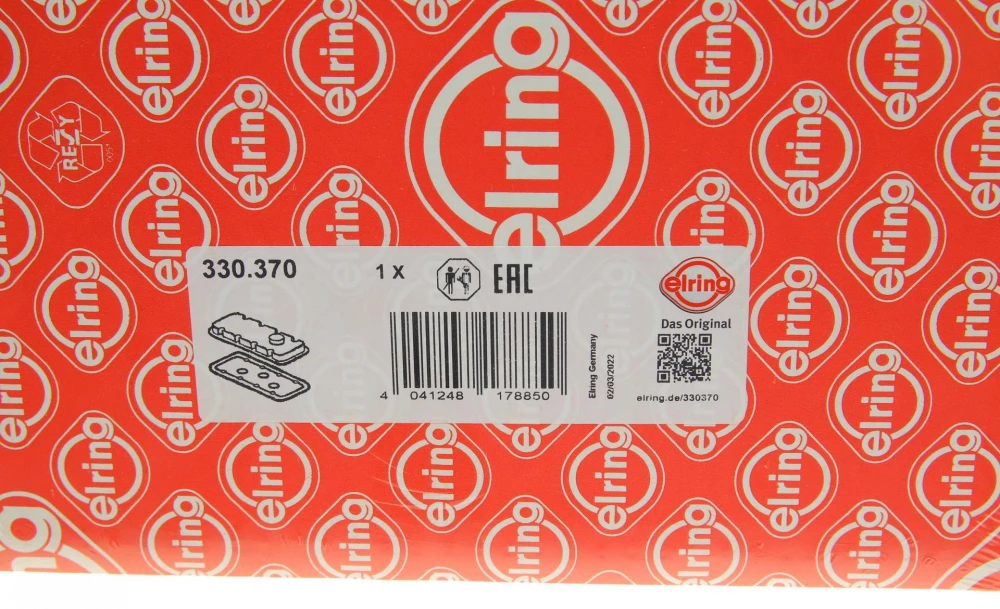 elring
RESY
330.370
1 X
EAC
elring
Das Original
4 041248 178850
Elring Germany
02/03/2022
elring.de/330370